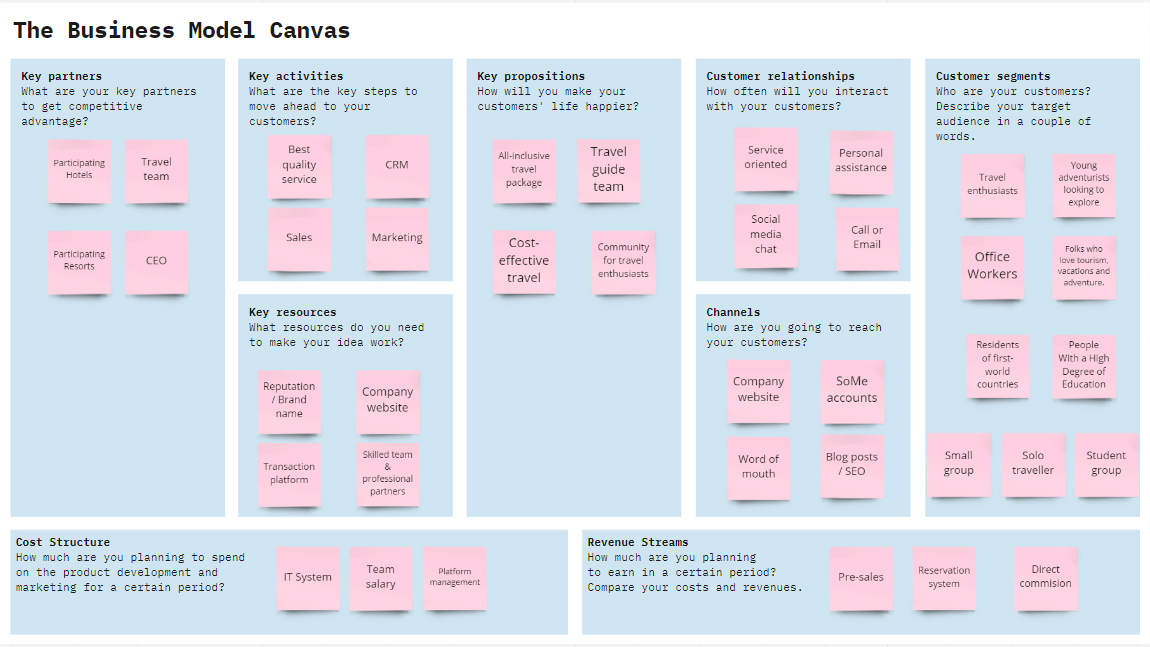 The Business Model Canvas
Key partners
What are your key partners
to get competitive
advantage?
Participating
Hotels
Travel
team
Participating
Resorts
CEO
Key activities
What are the key steps to
move ahead to your
customers?
Best
quality
service
CRM
Sales
Marketing
Key resources
What resources do you need
to make your idea work?
Reputation
/ Brand
name
Company
website
Transaction
platform
Skilled team
&
professional
partners
Key propositions
How will you make your
customers' life happier?
All-inclusive
travel
package
Travel
guide
team
Cost-
effective
travel
Community
for travel
enthusiasts
Customer relationships
How often will you interact
with your customers?
Service
oriented
Personal
assistance
Social
media
chat
Call or
Email
Channels
How are you going to reach
your customers?
Company
website
SoMe
accounts
Word of
mouth
Blog posts
/ SEO
Customer segments
Who are your customers?
Describe your target
audience in a couple of
words.
Travel
enthusiasts
Young
adventurists
looking to
explore
Office
Workers
Folks who
love tourism,
vacations and
adventure.
Residents
of first-
world
countries
People
With a High
Degree of
Education
Small
group
Solo
traveller
Student
group
Cost Structure
How much are you planning to spend
on the product development and
marketing for a certain period?
IT System
Team
salary
Platform
management
Revenue Streams
How much are you planning
to earn in a certain period?
Compare your costs and revenues.
Pre-sales
Reservation
system
Direct
commision